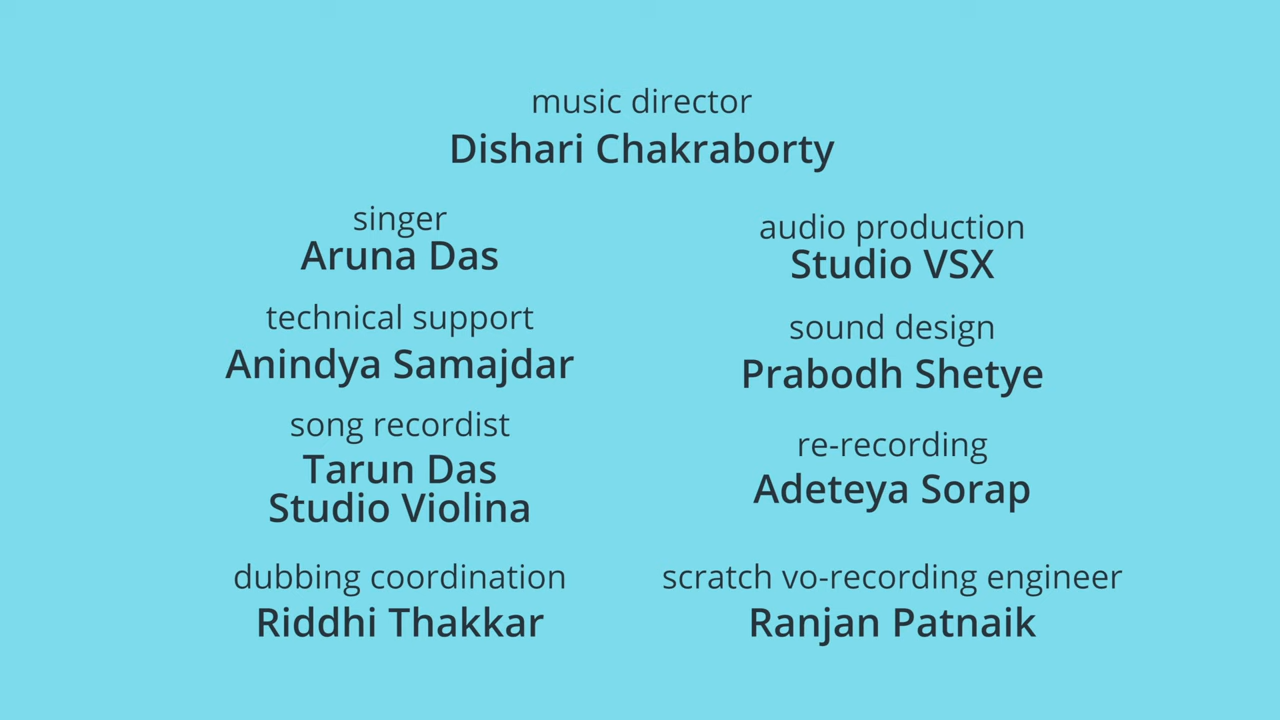 music director
Dishari Chakraborty
singer
Aruna Das
technical support
Anindya Samajdar
song recordist
Tarun Das
Studio Violina
dubbing coordination
Riddhi Thakkar
audio production
Studio VSX
sound design
Prabodh Shetye
re-recording
Adeteya Sorap
scratch vo-recording engineer
Ranjan Patnaik